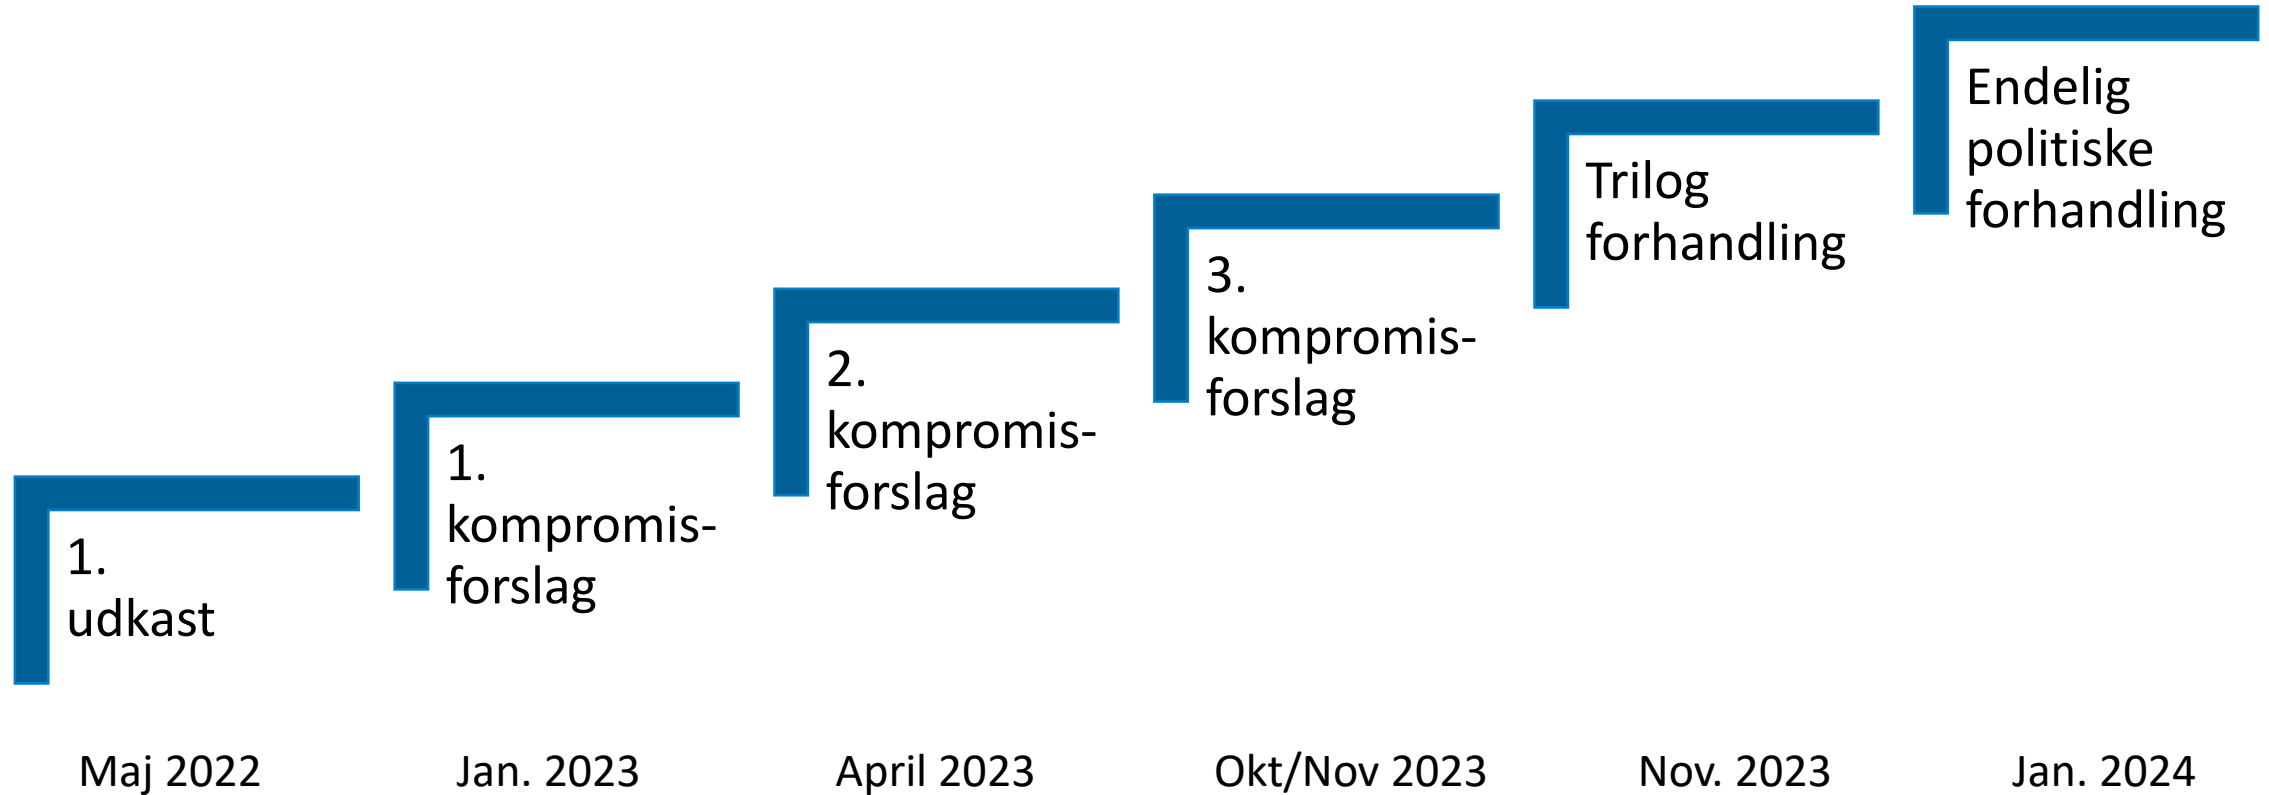 1.
udkast
1.
kompromis-
forslag
2.
kompromis-
forslag
3.
kompromis-
forslag
Trilog
forhandling
Endelig
politiske
forhandling
Maj 2022
Jan. 2023
April 2023
Okt/Nov 2023
Nov. 2023
Jan. 2024